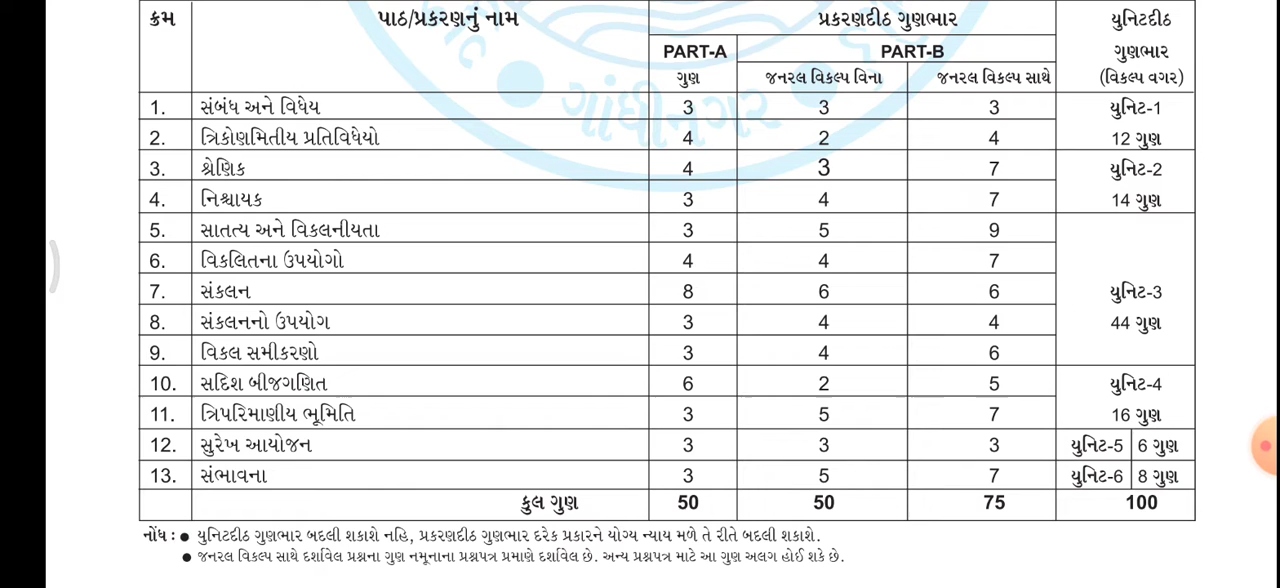 ક્રમ પાઠ/પ્રકરણનું નામ પ્રકરણદીઠ ગુણભાર યુનિટદીઠ
PART-A PART-B ગુણભાર
ગુણ જનરલ વિકલ્પ વિના જનરલ વિકલ્પ સાથે (વિકલ્પ વગર)
1. સંબંધ અને વિધેય 3 3 3 યુનિટ-1
2. ત્રિકોણમિતીય પ્રતિવિધેયો 4 2 4 12 ગુણ
3. શ્રેણિક 4 3 7 યુનિટ-2
4. નિશ્ચાયક 3 4 7 14 ગુણ
5. સાતત્ય અને વિકલનીયતા 3 5 9
6. વિકલિતના ઉપયોગો 4 4 7
7. સંકલન 8 6 6 યુનિટ-3
8. સંકલનનો ઉપયોગ 3 4 4 44 ગુણ
9. વિકલ સમીકરણો 3 4 6
10. સદિશ બીજગણિત 6 2 5 યુનિટ-4
11. ત્રિપરિમાણીય ભૂમિતિ 3 5 7 16 ગુણ
12. સુરેખ આયોજન 3 3 3 યુનિટ-5 6 ગુણ
13. સંભાવના 3 5 7 યુનિટ-6 8 ગુણ
કુલ ગુણ 50 50 75 100
નોંધ : ● યુનિટદીઠ ગુણભાર બદલી શકાશે નહિ, પ્રકરણદીઠ ગુણભાર દરેક પ્રકારને યોગ્ય ન્યાય મળે તે રીતે બદલી શકાશે.
● જનરલ વિકલ્પ સાથે દર્શાવેલ પ્રશ્નના ગુણ નમૂનાના પ્રશ્નપત્ર પ્રમાણે દર્શાવેલ છે. અન્ય પ્રશ્નપત્ર માટે આ ગુણ અલગ હોઈ શકે છે.
ગાંધીનગર